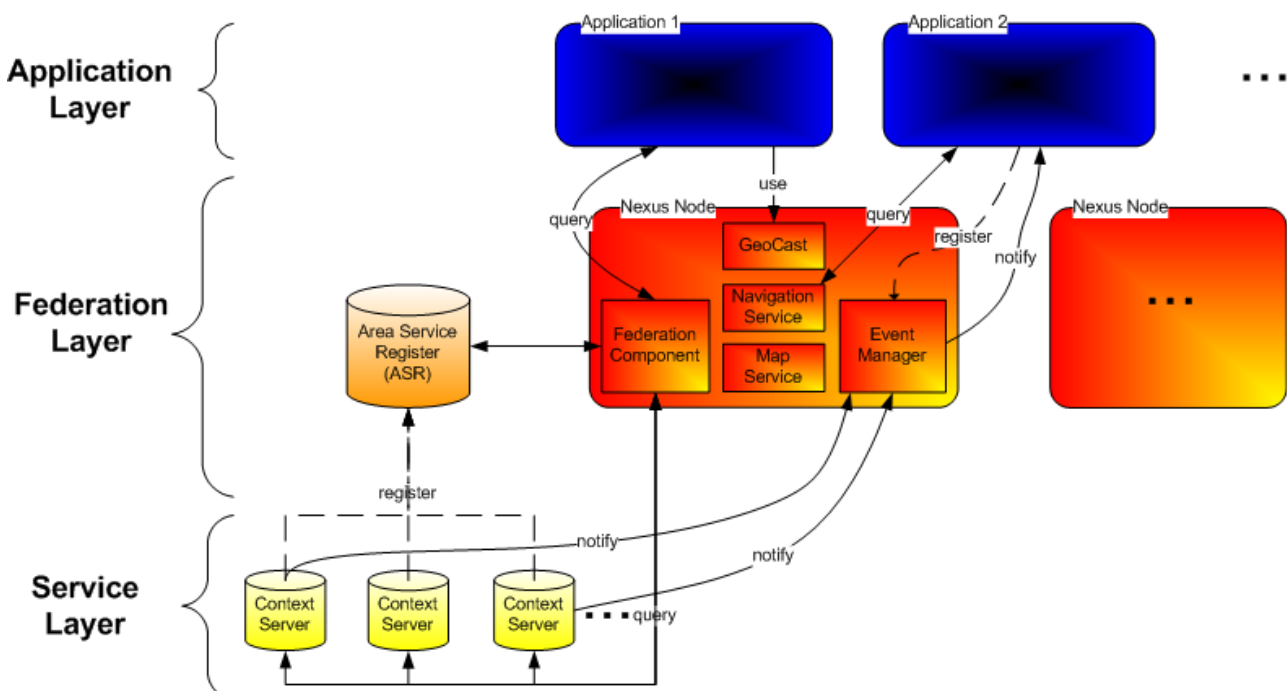 Application 1
Application 2
Application
Layer
...
use
query
Nexus Node
query
register
notify
Nexus Node
GeoCast
Navigation
Service
Map
Service
Federation
Component
Event
Manager
...
Federation
Layer
Area Service
Register
(ASR)
register
notify
notify
Service
Layer
Context
Server
Context
Server
Context
Server
...
query